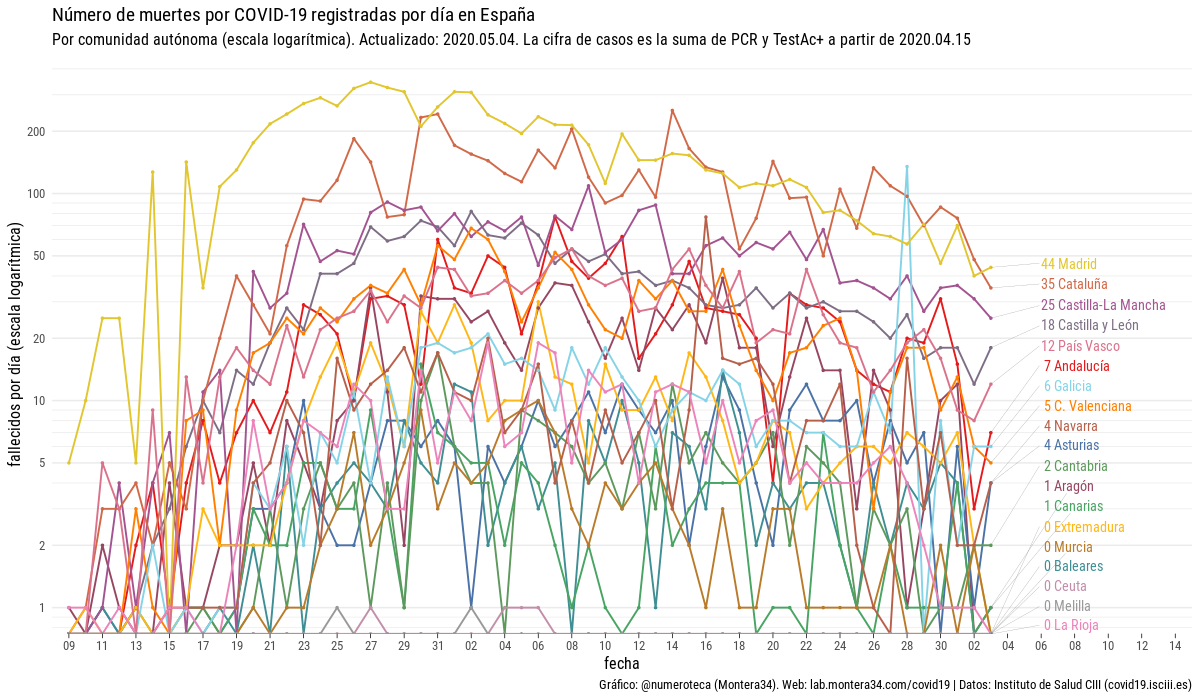 Número de muertes por COVID-19 registradas por día en España
Por comunidad autónoma (escala logarítmica). Actualizado: 2020.05.04. La cifra de casos es la suma de PCR y TestAc+ a partir de 2020.04.15
fallecidos por día (escala logarítmica)
200
100
50
20
10
5
2
1
44 Madrid
35 Cataluña
25 Castilla-La Mancha
18 Castilla y León
12 País Vasco
7 Andalucía
6 Galicia
5 C. Valenciana
4 Navarra
4 Asturias
2 Cantabria
1 Aragón
1 Canarias
0 Extremadura
0 Murcia
0 Baleares
0 Ceuta
0 Melilla
0 La Rioja
09 11 13 15 17 19 21 23 25 27 29 31 02 04 06 08 10 12 14 16 18 20 22 24 26 28 30 02 04 06 08 10 12 14
fecha
Gráfico: @numeroteca (Montera34). Web: lab.montera34.com/covid19 | Datos: Instituto de Salud CIII (covid19.isciii.es)